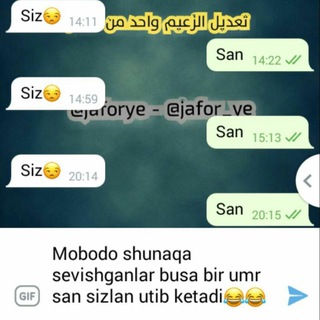 Siz😒 14:11
تعديل الزعيم واحد من
San 14:22
Siz😒 14:59
@jaforye - @jafor_ye
San 15:13
Siz😒 20:14
San 20:15
Mobodo shunaqa
sevishganlar busa bir umr
GIF san sizlan utib ketadi😂😂